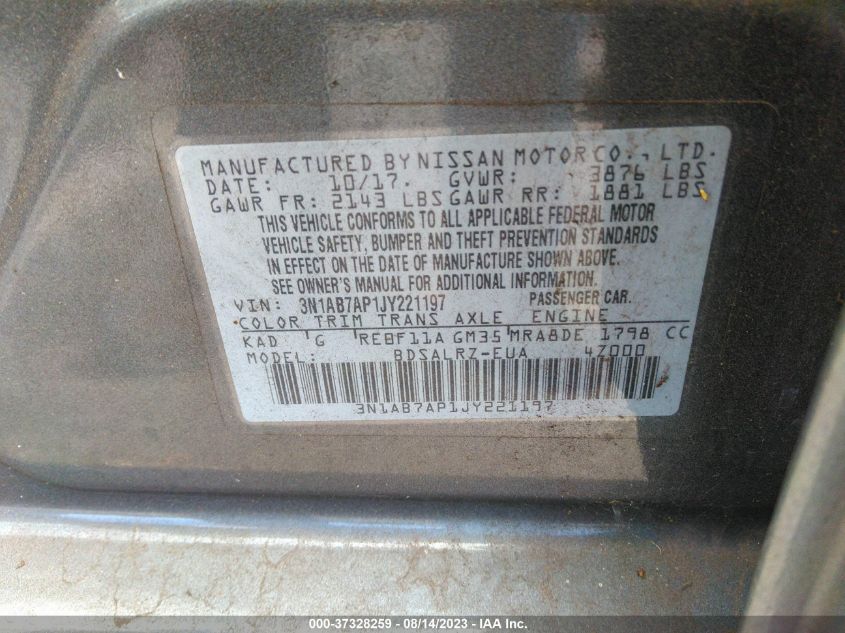 MANUFACTURED BY NISSAN MOTOR CO., LTD.
DATE: 10/17. GVWR: 3876 LBS
GAWR FR: 2143 LBS GAWR RR: 1881 LBS
THIS VEHICLE CONFORMS TO ALL APPLICABLE FEDERAL MOTOR
VEHICLE SAFETY, BUMPER AND THEFT PREVENTION STANDARDS
IN EFFECT ON THE DATE OF MANUFACTURE SHOWN ABOVE.
SEE OWNER'S MANUAL FOR ADDITIONAL INFORMATION.
VIN: 3N1AB7AP1JY221197 PASSENGER CAR.
COLOR TRIM TRANS AXLE ENGINE
KAD G RE8F11A GM35 MRA8DE 1798 CC
MODEL: BDSALRZ-EUA 4Z000
3N1AB7AP1JY221197
000-37328259 - 08/14/2023 - IAA Inc.